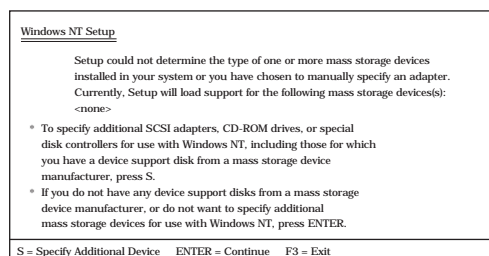 Windows NT Setup
Setup could not determine the type of one or more mass storage devices
installed in your system or you have chosen to manually specify an adapter.
Currently, Setup will load support for the following mass storage devices(s):
<none>
* To specify additional SCSI adapters, CD-ROM drives, or special
disk controllers for use with Windows NT, including those for which
you have a device support disk from a mass storage device
manufacturer, press S.
* If you do not have any device support disks from a mass storage
device manufacturer, or do not want to specify additional
mass storage devices for use with Windows NT, press ENTER.
S = Specify Additional Device ENTER = Continue F3 = Exit